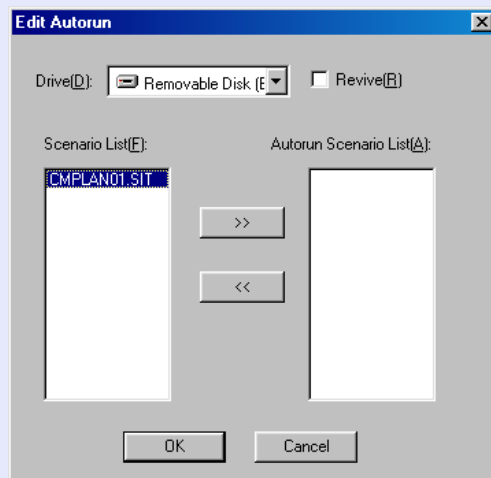 Edit Autorun
Drive(D): Removable Disk (E Revive(R)
Scenario List(F): Autorun Scenario List(A):
CMPLAN01.SIT
>>
<<
OK Cancel